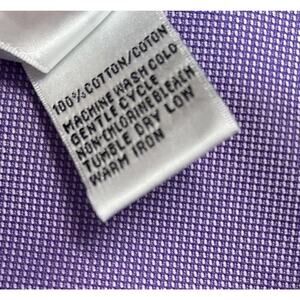 100% COTTON/COTON
MACHINE WASH COLD
GENTLE CYCLE
NON-CHLORINE BLEACH
TUMBLE DRY LOW
WARM IRON